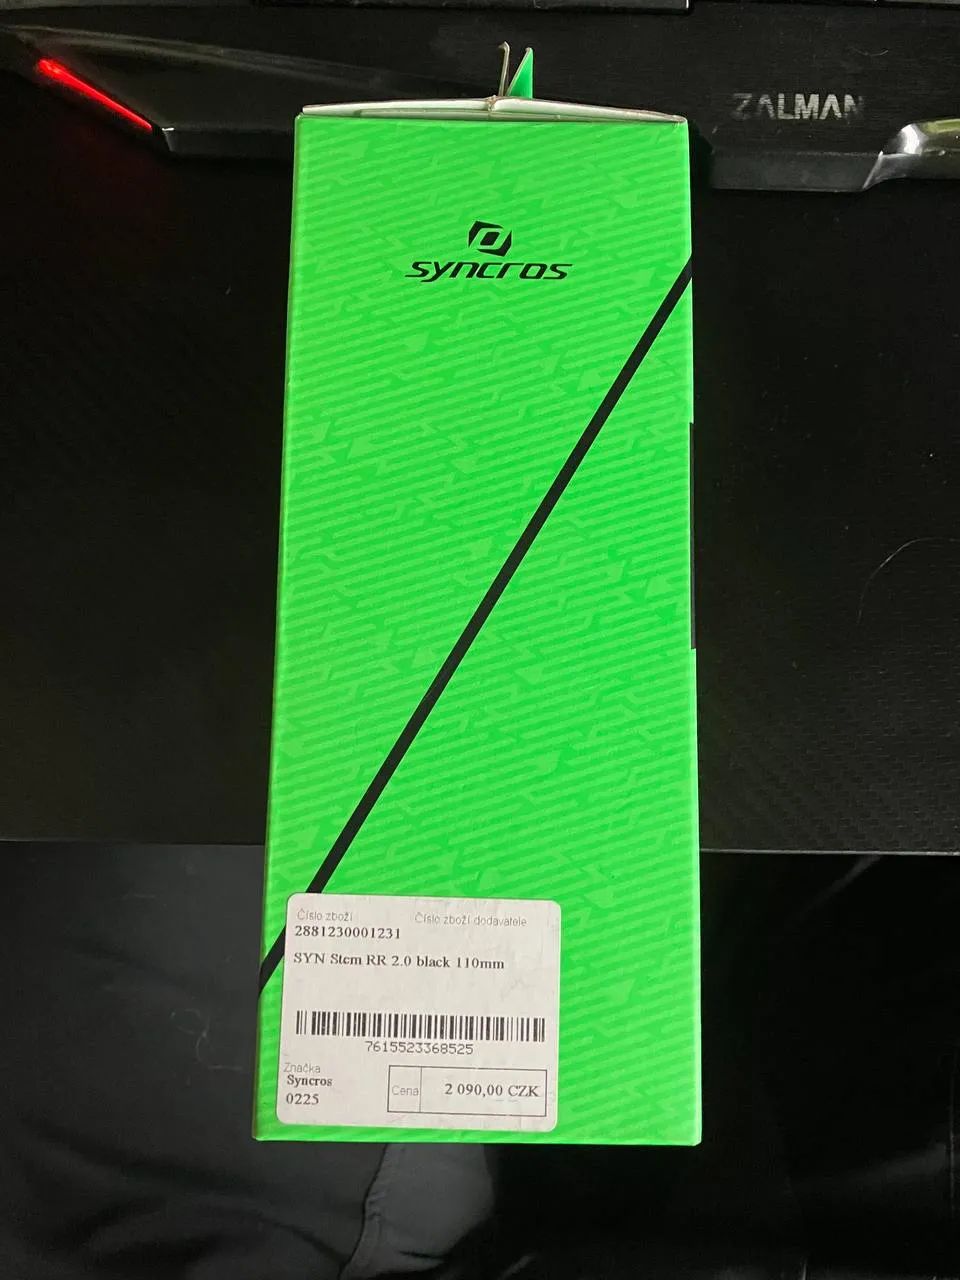 ZALMAN
syncros
Číslo zboží
Číslo zboží dodavatele
2881230001231
SYN Stem RR 2.0 black 110mm
7615523368525
Značka
Syncros
0225
Cena
2 090,00 CZK